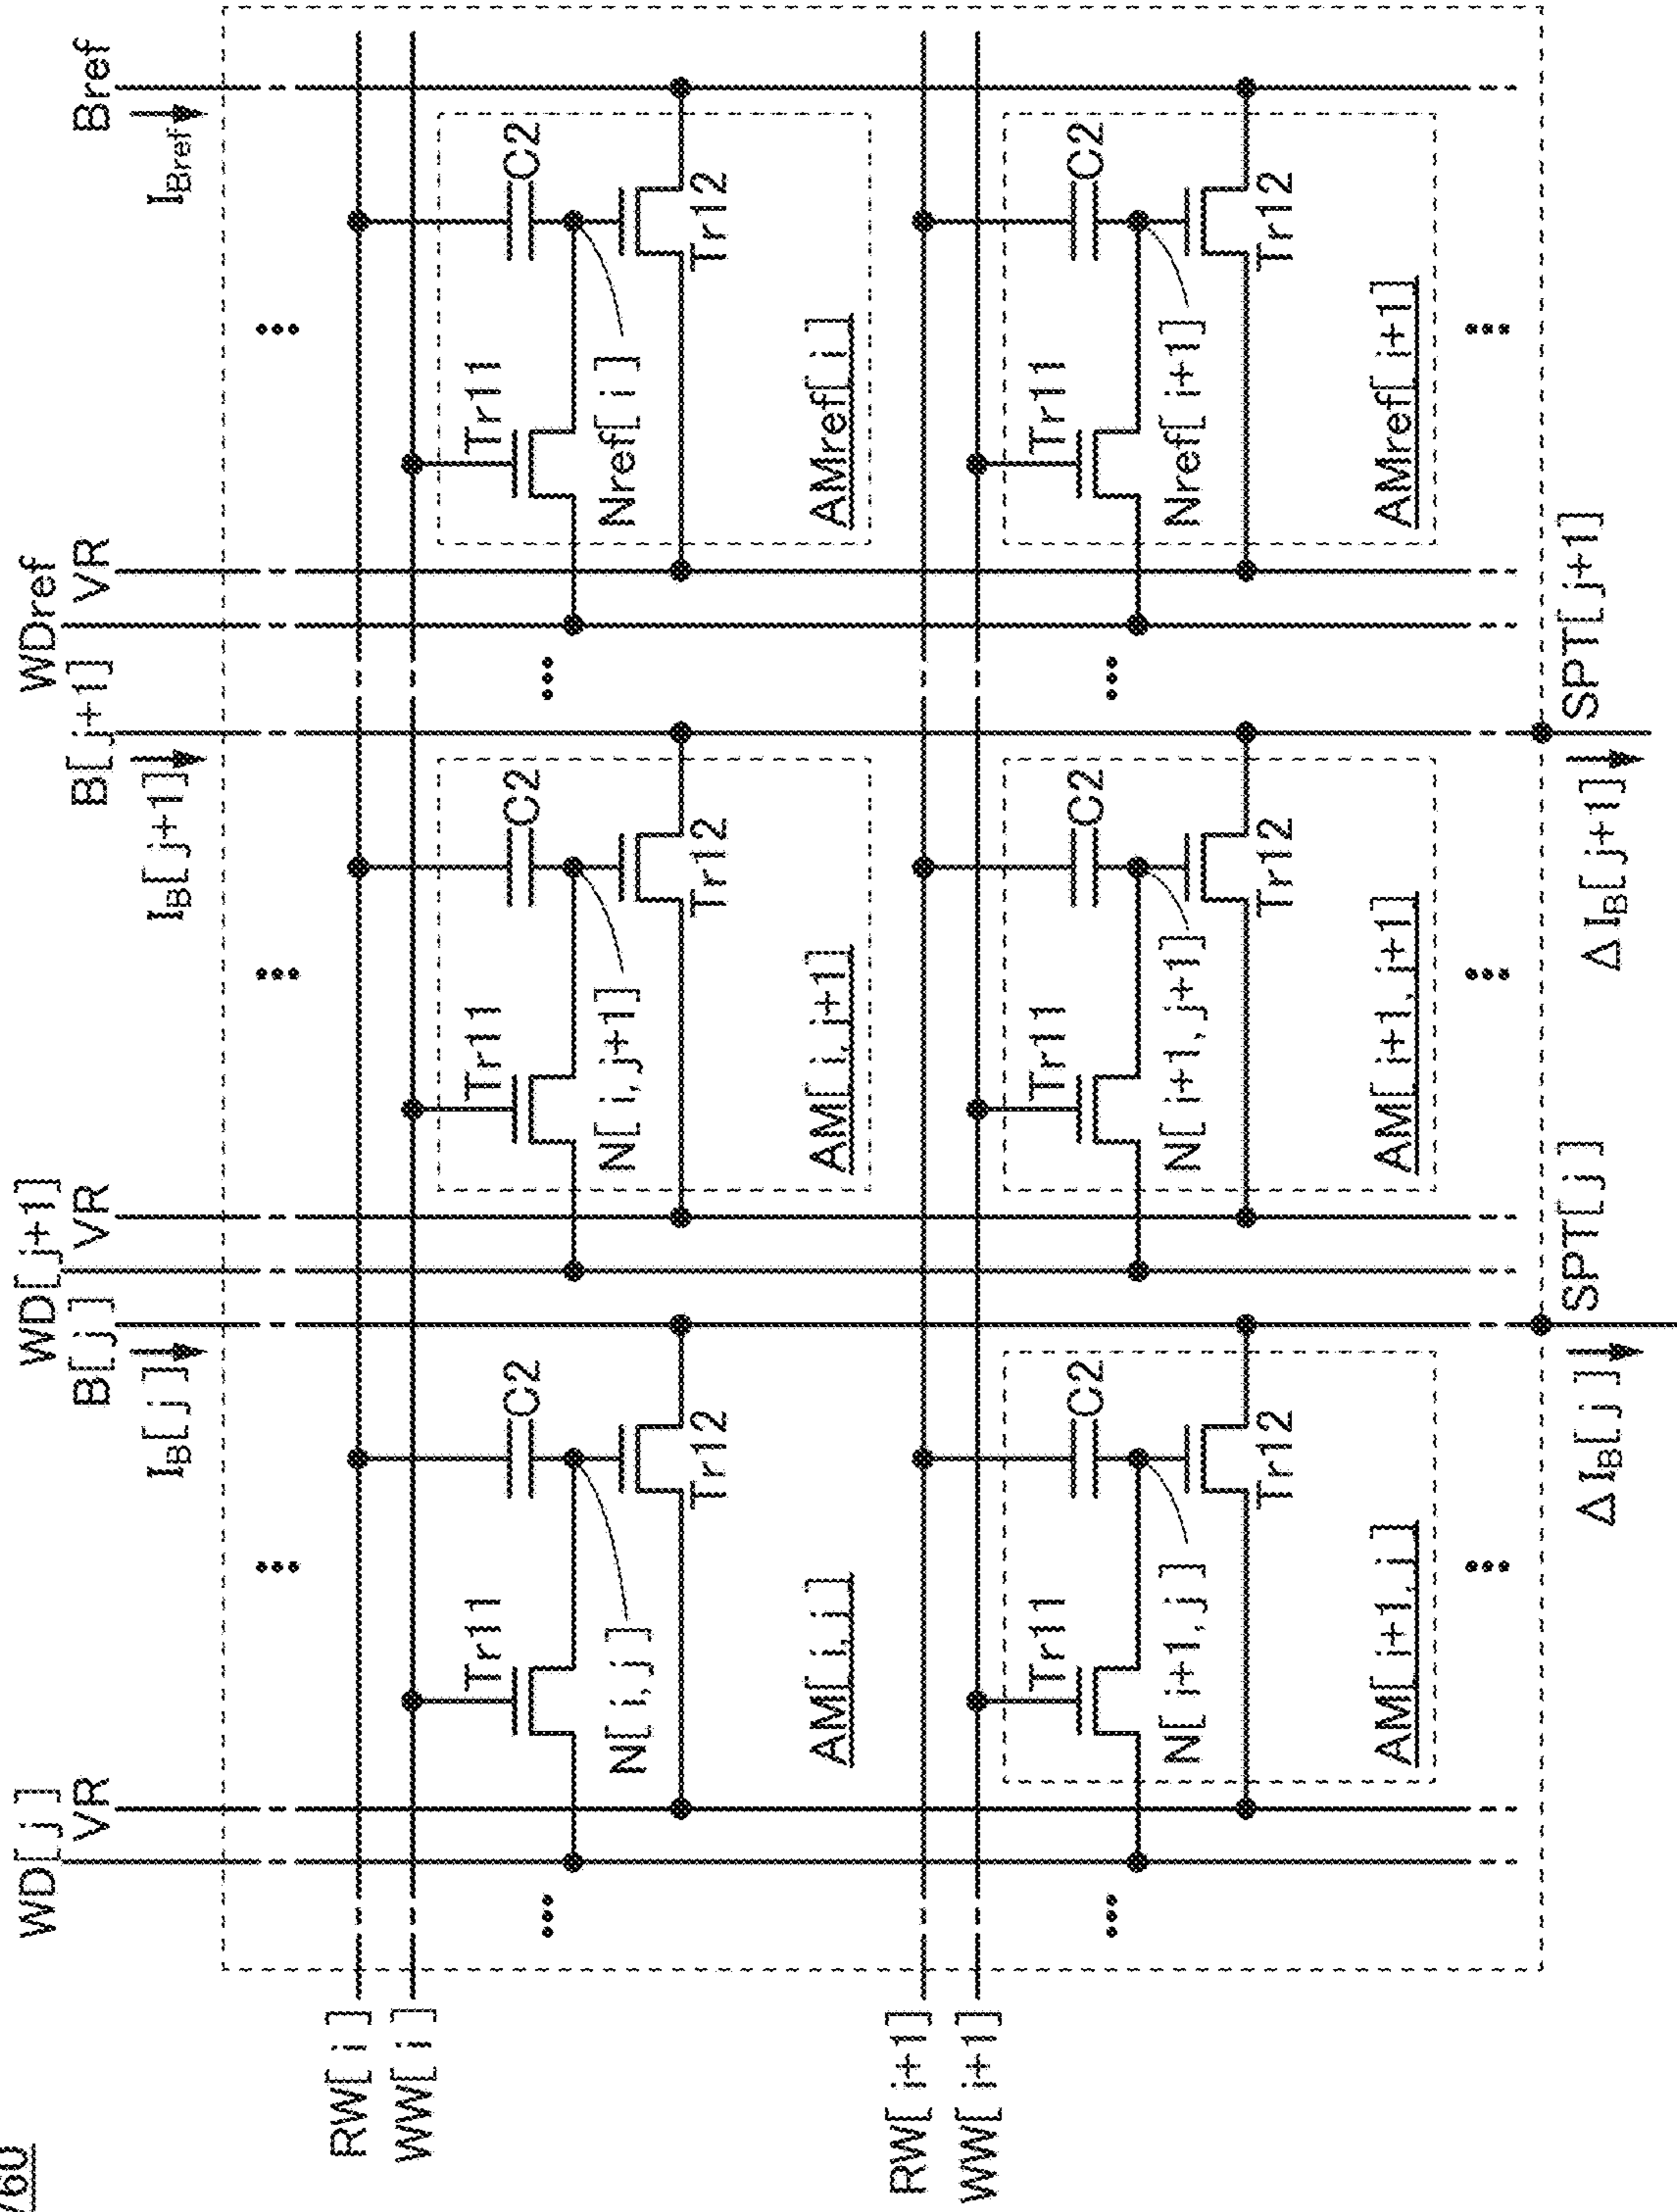 760
WD[j] WD[j+1] WDref
VR B[j] VR B[j+1] VR Bref
I_B[j] I_B[j+1] I_Bref
RW[i]
WW[i]
Tr11 C2 Tr11 C2 Tr11 C2
N[i,j] N[i,j+1] Nref[i]
Tr12 Tr12 Tr12
AM[i,j] AM[i,j+1] AMref[i]
RW[i+1]
WW[i+1]
Tr11 C2 Tr11 C2 Tr11 C2
N[i+1,j] N[i+1,j+1] Nref[i+1]
Tr12 Tr12 Tr12
AM[i+1,j] AM[i+1,j+1] AMref[i+1]
SPT[j] SPT[j+1]
ΔI_B[j] ΔI_B[j+1]